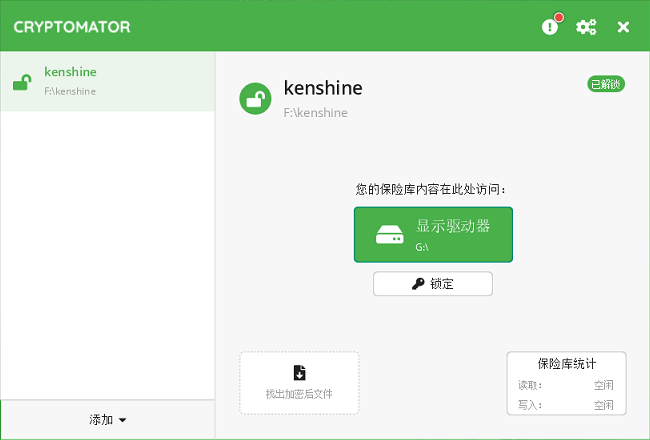 CRYPTOMATOR
kenshine
F:\kenshine
添加
kenshine
F:\kenshine
已解锁
您的保险库内容在此处访问：
显示驱动器
G:\
锁定
找出加密后文件
保险库统计
读取： 空闲
写入： 空闲